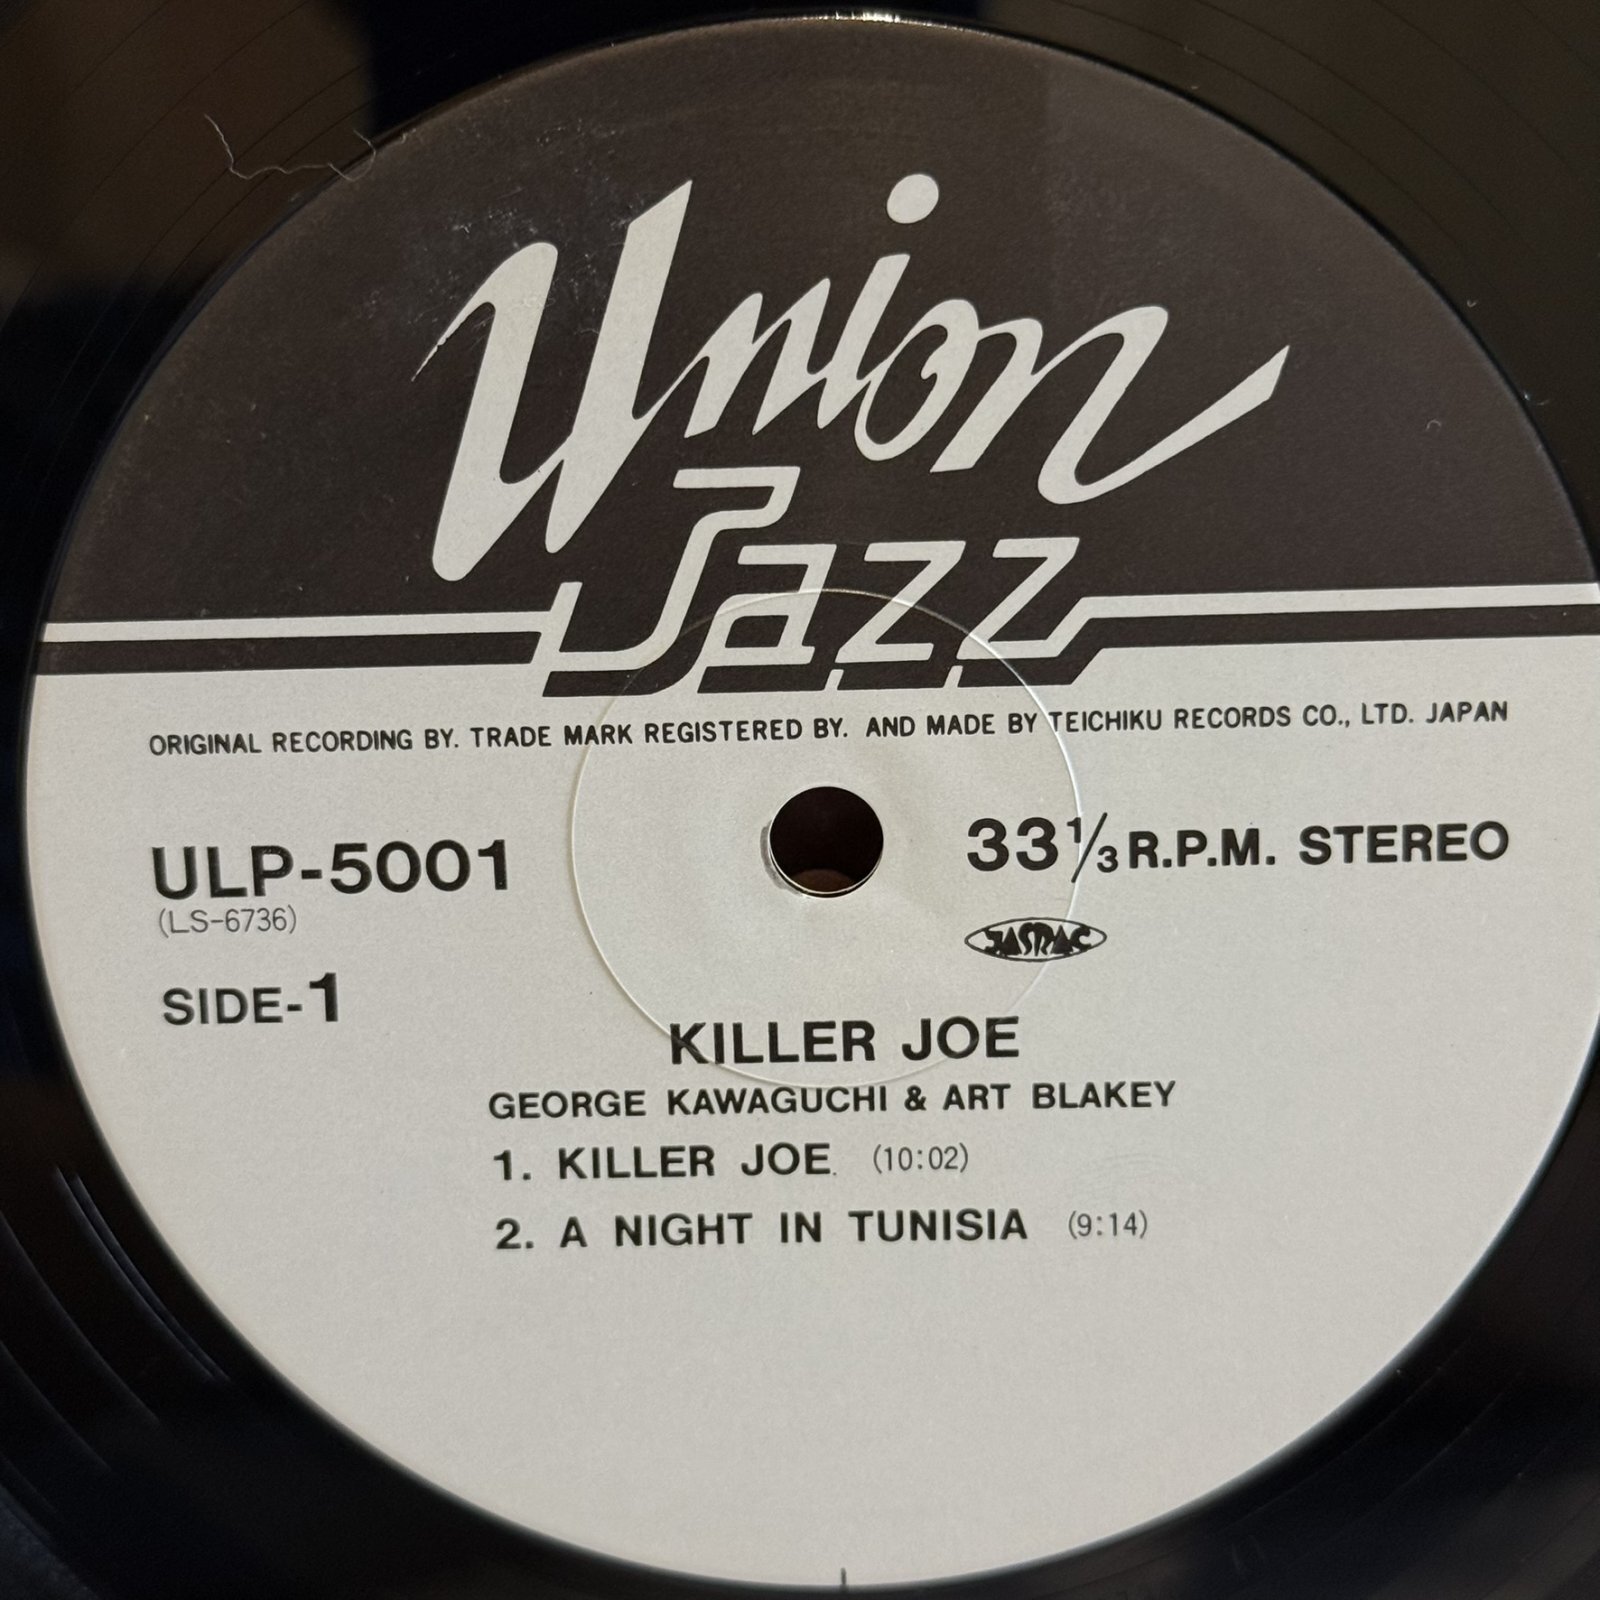 Union
Jazz
ORIGINAL RECORDING BY. TRADE MARK REGISTERED BY. AND MADE BY TEICHIKU RECORDS CO., LTD. JAPAN
ULP-5001
33 1/3 R.P.M. STEREO
(LS-6736)
JASRAC
SIDE-1
KILLER JOE
GEORGE KAWAGUCHI & ART BLAKEY
1. KILLER JOE. (10:02)
2. A NIGHT IN TUNISIA (9:14)